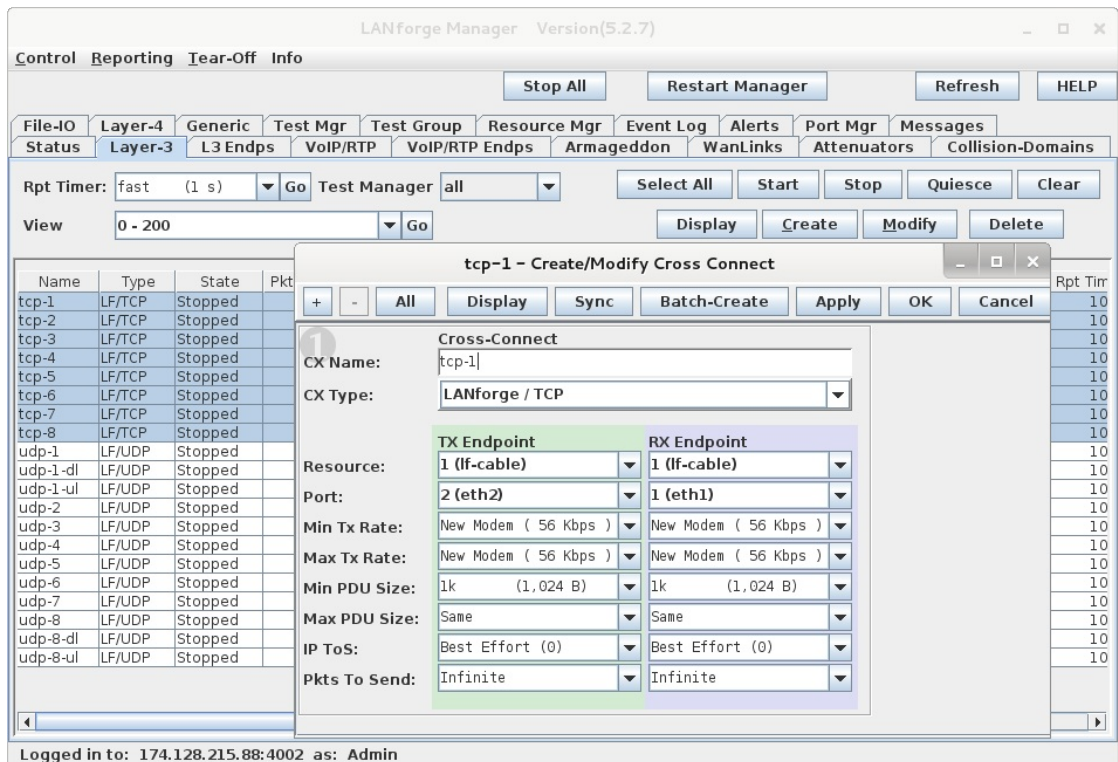 LANforge Manager Version(5.2.7)
Control Reporting Tear-Off Info
Stop All Restart Manager Refresh HELP
File-IO Layer-4 Generic Test Mgr Test Group Resource Mgr Event Log Alerts Port Mgr Messages
Status Layer-3 L3 Endps VoIP/RTP VoIP/RTP Endps Armageddon WanLinks Attenuators Collision-Domains
Rpt Timer: fast (1 s) Go Test Manager all Select All Start Stop Quiesce Clear
View 0 - 200 Go Display Create Modify Delete
Name Type State Pkt Rpt Tim
tcp-1 LF/TCP Stopped 10
tcp-2 LF/TCP Stopped 10
tcp-3 LF/TCP Stopped 10
tcp-4 LF/TCP Stopped 10
tcp-5 LF/TCP Stopped 10
tcp-6 LF/TCP Stopped 10
tcp-7 LF/TCP Stopped 10
tcp-8 LF/TCP Stopped 10
udp-1 LF/UDP Stopped 10
udp-1-dl LF/UDP Stopped 10
udp-1-ul LF/UDP Stopped 10
udp-2 LF/UDP Stopped 10
udp-3 LF/UDP Stopped 10
udp-4 LF/UDP Stopped 10
udp-5 LF/UDP Stopped 10
udp-6 LF/UDP Stopped 10
udp-7 LF/UDP Stopped 10
udp-8 LF/UDP Stopped 10
udp-8-dl LF/UDP Stopped 10
udp-8-ul LF/UDP Stopped 10
tcp-1 - Create/Modify Cross Connect
+ - All Display Sync Batch-Create Apply OK Cancel
1
Cross-Connect
CX Name: tcp-1
CX Type: LANforge / TCP
TX Endpoint RX Endpoint
Resource: 1 (lf-cable) 1 (lf-cable)
Port: 2 (eth2) 1 (eth1)
Min Tx Rate: New Modem ( 56 Kbps ) New Modem ( 56 Kbps )
Max Tx Rate: New Modem ( 56 Kbps ) New Modem ( 56 Kbps )
Min PDU Size: 1k (1,024 B) 1k (1,024 B)
Max PDU Size: Same Same
IP ToS: Best Effort (0) Best Effort (0)
Pkts To Send: Infinite Infinite
Logged in to: 174.128.215.88:4002 as: Admin